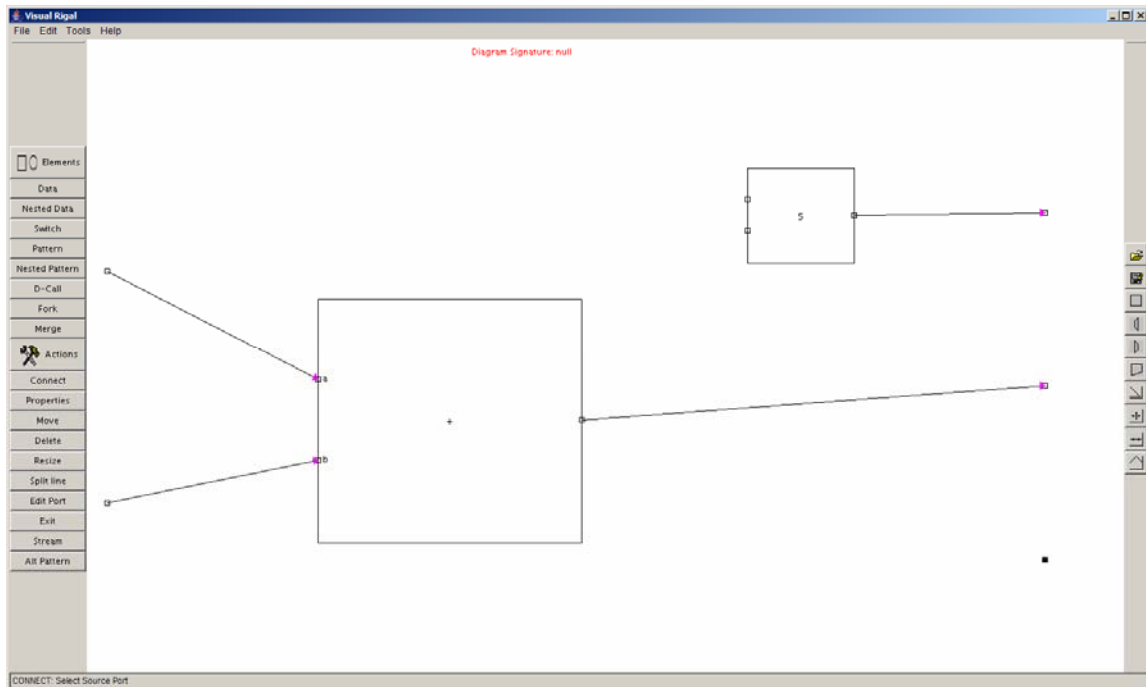 Visual Rigal
File Edit Tools Help
Diagram Signature: null
Elements
Data
Nested Data
Switch
Pattern
Nested Pattern
D-Call
Fork
Merge
Actions
Connect
Properties
Move
Delete
Resize
Split line
Edit Port
Exit
Stream
Alt Pattern
5
a
+
b
CONNECT: Select Source Port